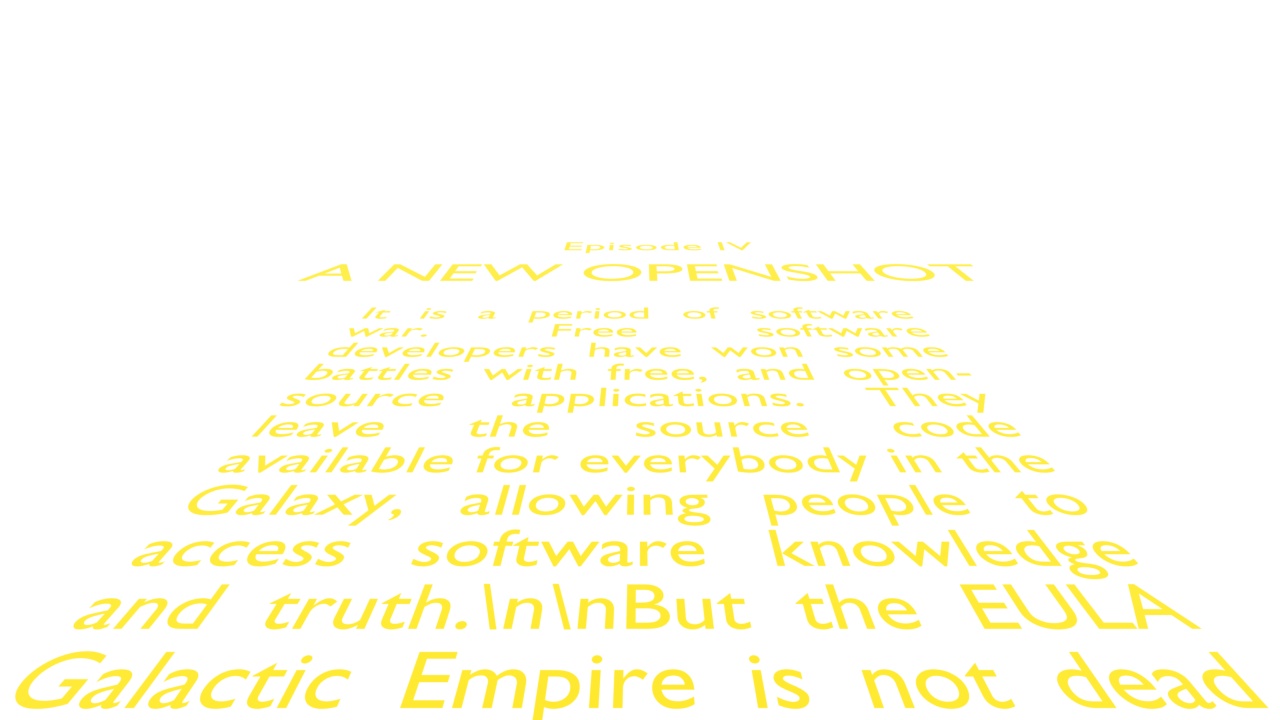 Episode IV
A NEW OPENSHOT
It is a period of software
war. Free software
developers have won some
battles with free, and open-
source applications. They
leave the source code
available for everybody in the
Galaxy, allowing people to
access software knowledge
and truth.\n\nBut the EULA
Galactic Empire is not dead